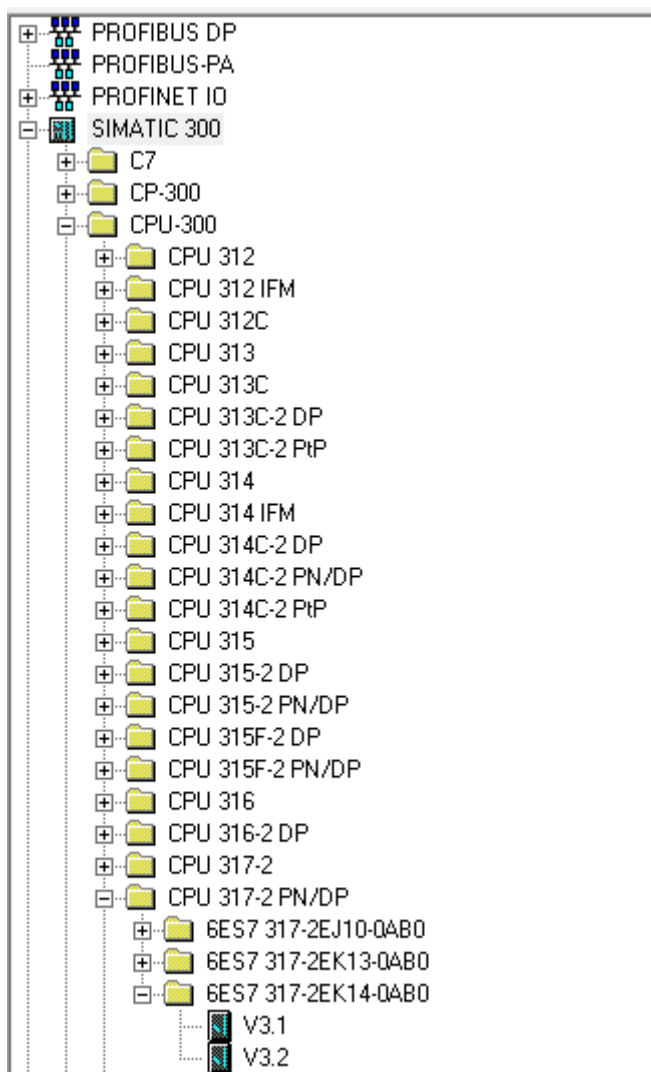 PROFIBUS DP
PROFIBUS-PA
PROFINET IO
SIMATIC 300
C7
CP-300
CPU-300
CPU 312
CPU 312 IFM
CPU 312C
CPU 313
CPU 313C
CPU 313C-2 DP
CPU 313C-2 PtP
CPU 314
CPU 314 IFM
CPU 314C-2 DP
CPU 314C-2 PN/DP
CPU 314C-2 PtP
CPU 315
CPU 315-2 DP
CPU 315-2 PN/DP
CPU 315F-2 DP
CPU 315F-2 PN/DP
CPU 316
CPU 316-2 DP
CPU 317-2
CPU 317-2 PN/DP
6ES7 317-2EJ10-0AB0
6ES7 317-2EK13-0AB0
6ES7 317-2EK14-0AB0
V3.1
V3.2